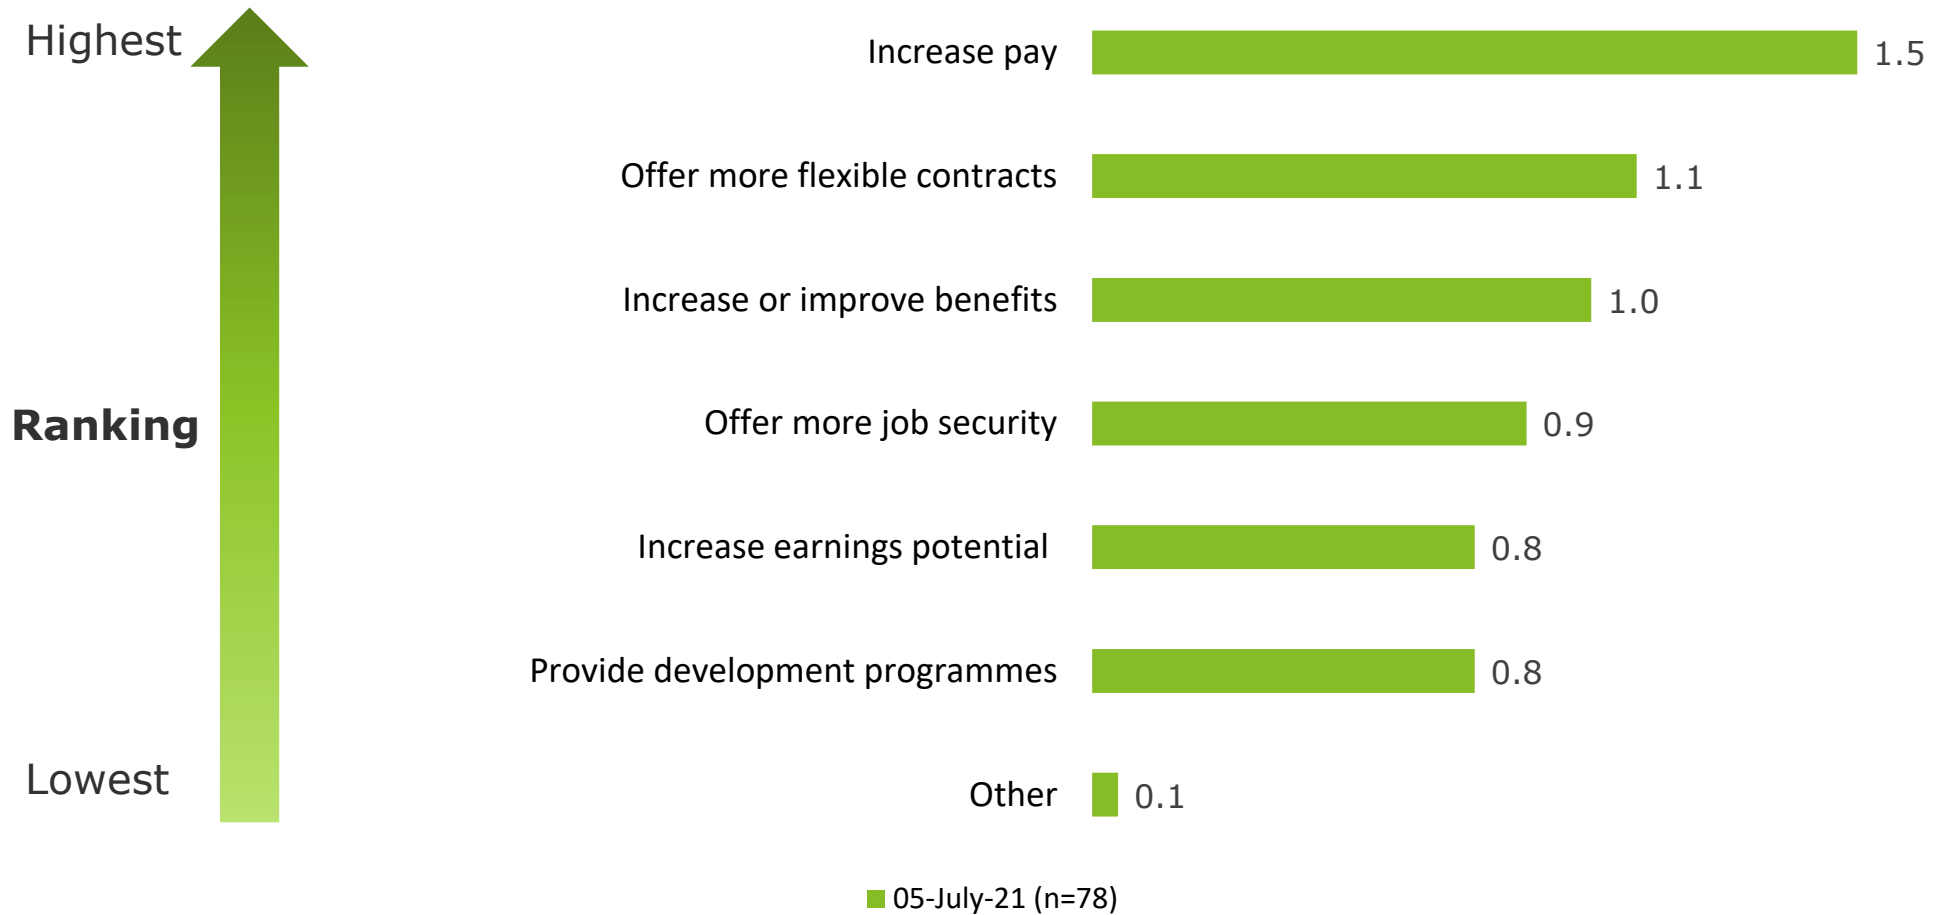 Highest
Increase pay 1.5
Offer more flexible contracts 1.1
Increase or improve benefits 1.0
Ranking
Offer more job security 0.9
Increase earnings potential 0.8
Provide development programmes 0.8
Lowest
Other 0.1
05-July-21 (n=78)